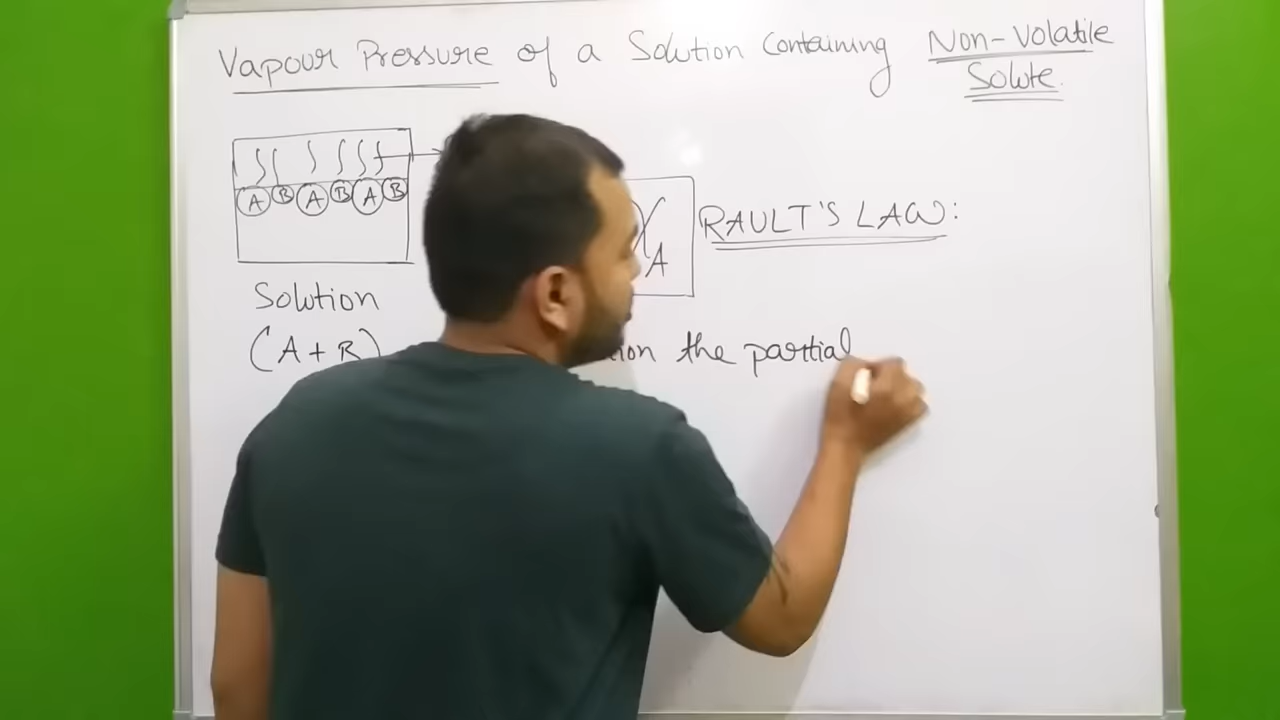 Vapour Pressure of a Solution Containing Non-Volatile
Solute.
A B A B A B
χ
A
RAULT'S LAW:
Solution
(A+B)
the partial